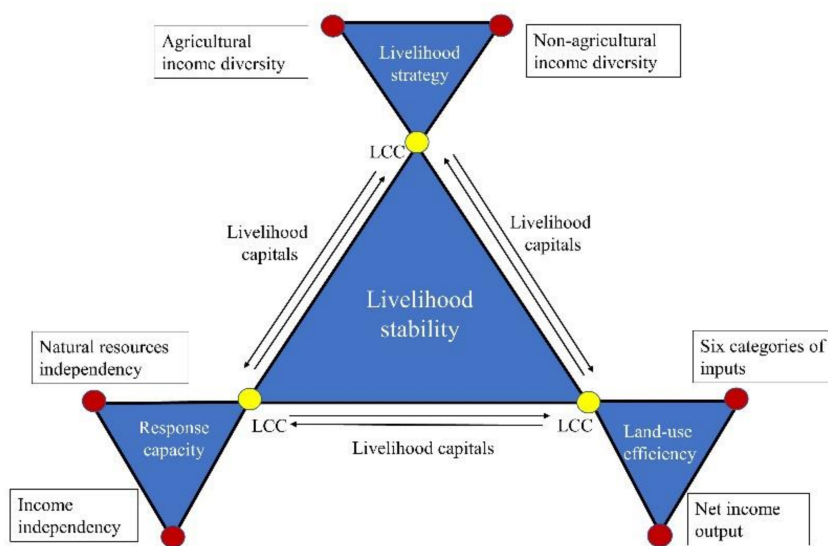 Agricultural
income diversity
Livelihood
strategy
Non-agricultural
income diversity
LCC
Livelihood
capitals
Livelihood
capitals
Livelihood
stability
Natural resources
independency
Six categories of
inputs
Response
capacity
LCC
LCC
Livelihood capitals
Land-use
efficiency
Income
independency
Net income
output